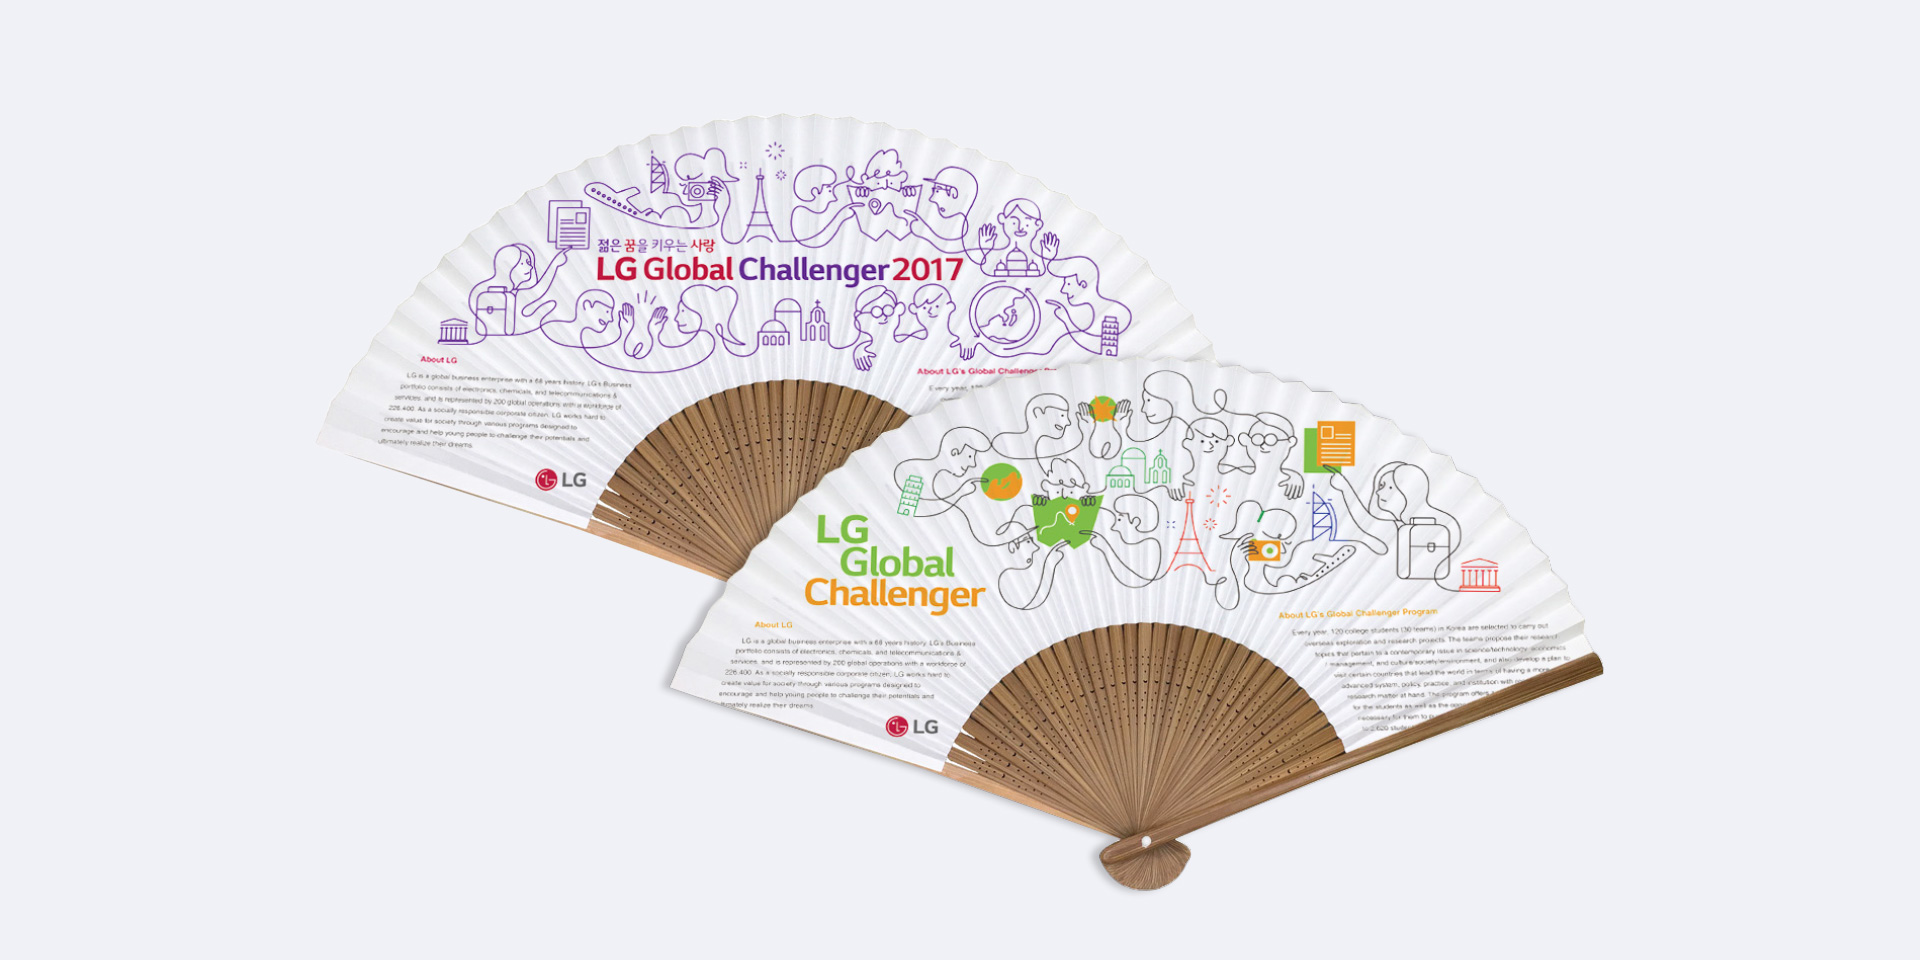 젊은 꿈을 키우는 사랑
LG Global Challenger 2017
About LG
LG is a global business enterprise with a 68 years history. LG's Business
portfolio consists of electronics, chemicals, and telecommunications &
services, and is represented by 200 global operations with a workforce of
226,400. As a socially responsible corporate citizen, LG works hard to
create value for society through various programs designed to
encourage and help young people to challenge their potentials and
ultimately realize their dreams.
LG
About LG's Global Challenger
Every year,
LG
Global
Challenger
About LG
LG is a global business enterprise with a 68 years history. LG's Business
portfolio consists of electronics, chemicals, and telecommunications &
services, and is represented by 200 global operations with a workforce of
226,400. As a socially responsible corporate citizen, LG works hard to
create value for society through various programs designed to
encourage and help young people to challenge their potentials and
ultimately realize their dreams.
LG
About LG's Global Challenger Program
Every year, 120 college students (30 teams) in Korea are selected to carry out
overseas exploration and research projects. The teams propose their research
topics that pertain to a contemporary issue in science/technology, economics
/ management, and culture/society/environment, and also develop a plan to
visit certain countries that lead the world in terms of having a more
advanced system, policy, practice, and institution with
research matter at hand. The program offers
for the students as well as the
necessary for them to
to 2,620